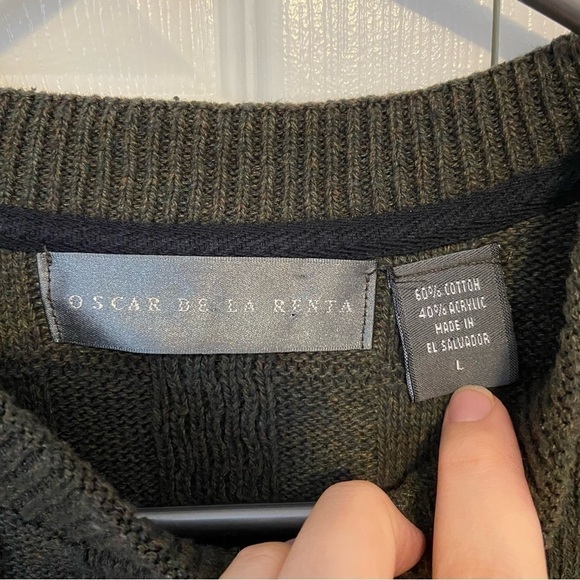 OSCAR DE LA RENTA
60% COTTON
40% ACRYLIC
MADE IN
EL SALVADOR
L